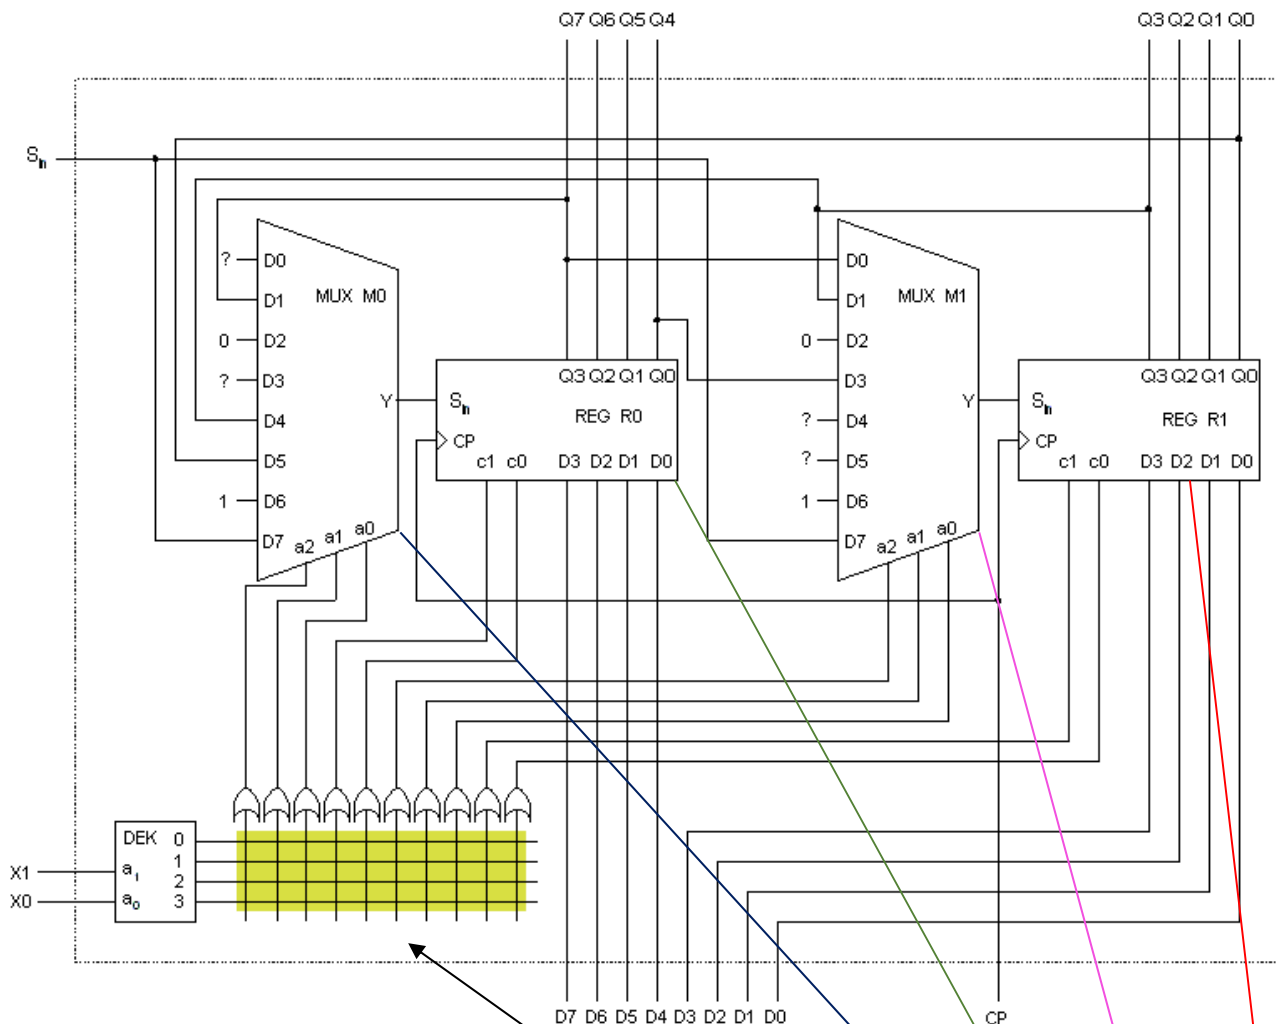 Q7 Q6 Q5 Q4 Q3 Q2 Q1 Q0
Sin
? D0 D0
D1 MUX M0 D1 MUX M1
0 D2 0 D2
? D3 D3
Q3 Q2 Q1 Q0 Q3 Q2 Q1 Q0
D4 Y Sin REG R0 ? D4 Y Sin REG R1
CP CP
D5 c1 c0 D3 D2 D1 D0 ? D5 c1 c0 D3 D2 D1 D0
1 D6 1 D6
D7 a2 a1 a0 D7 a2 a1 a0
DEK 0
1
X1 a1 2
X0 a0 3
D7 D6 D5 D4 D3 D2 D1 D0 CP